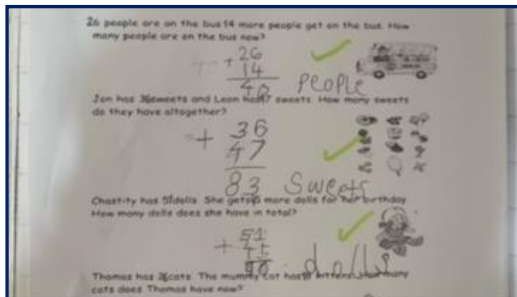 26 people are on the bus 14 more people get on the bus. How
many people are on the bus now?
26
+ 14
40 people
Jon has 36 sweets and Leon has 47 sweets. How many sweets
do they have altogether?
36
+ 47
83 Sweets
Chastity has 51 dolls. She gets more dolls for her birthday
How many dolls does she have in total?
51
+
dolls
Thomas has cats. The mummy cat has kittens. How many
cats does Thomas have now?